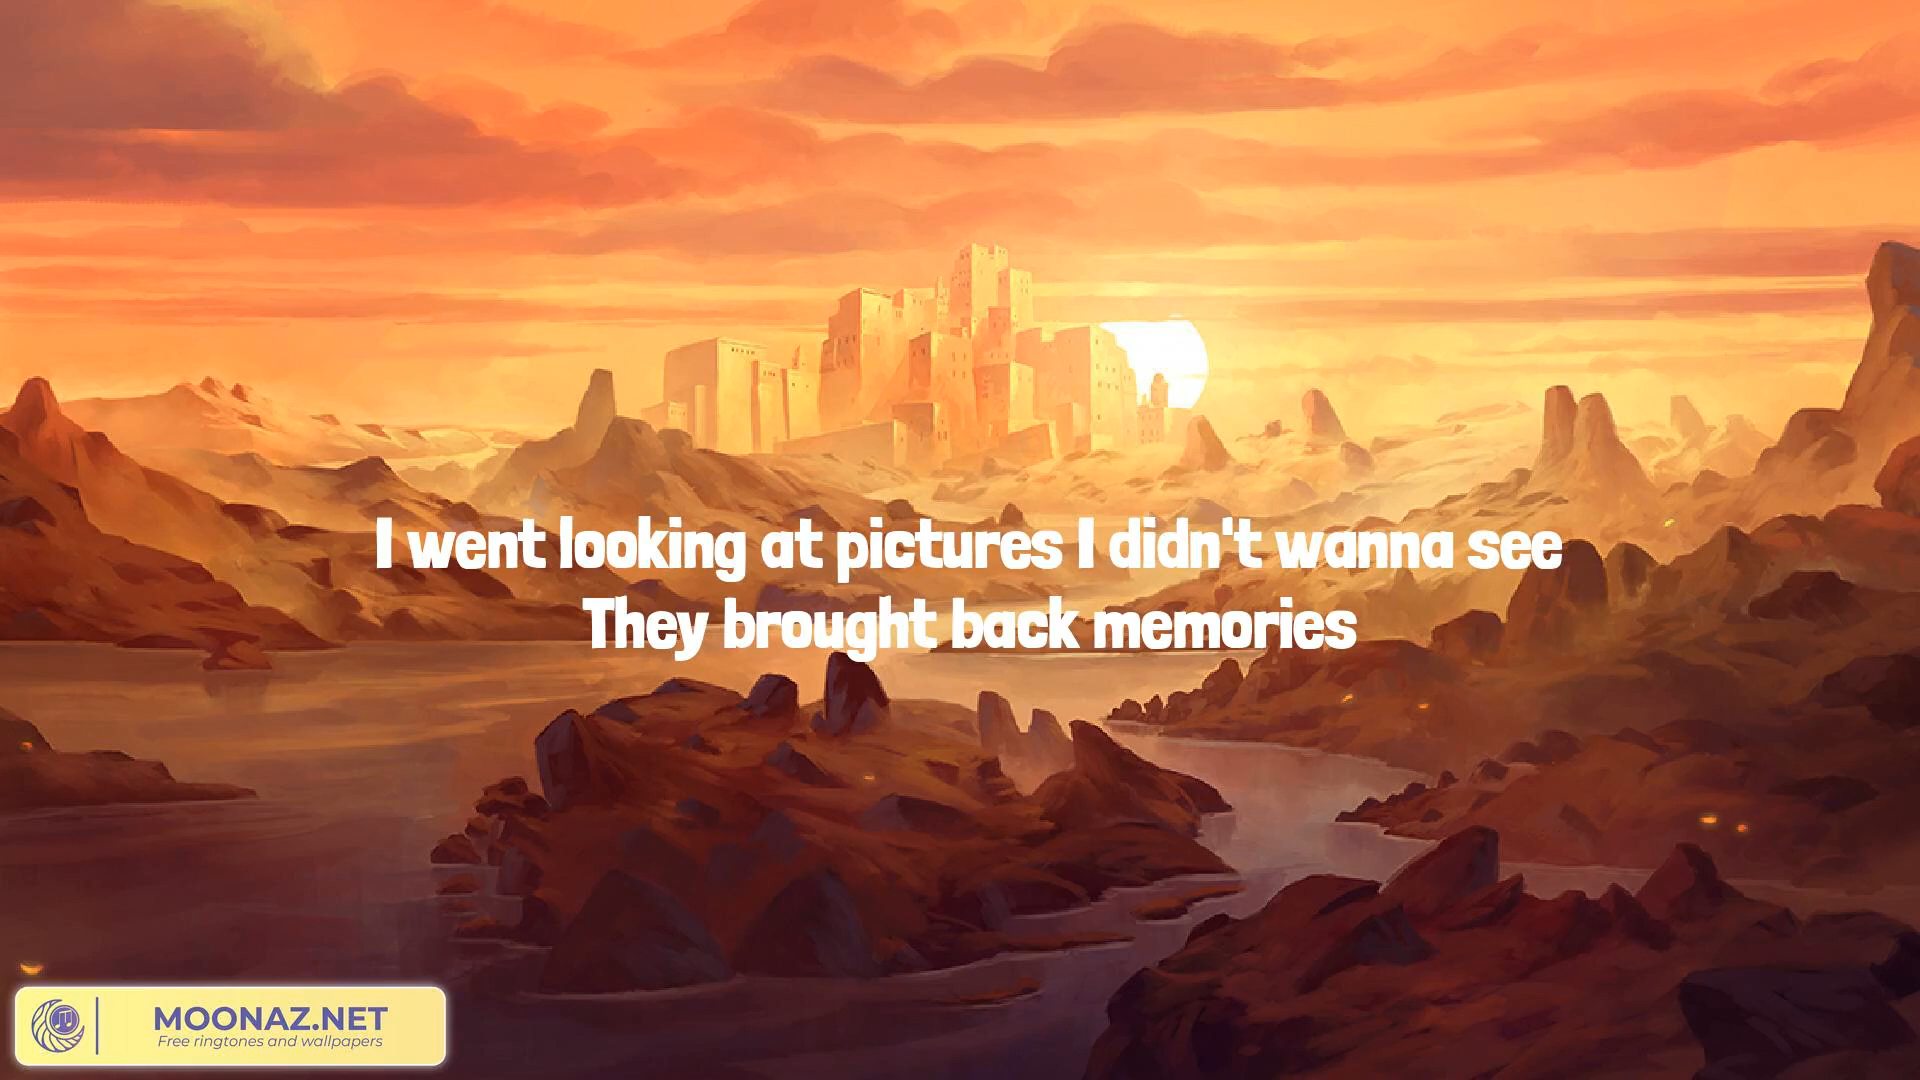 I went looking at pictures I didn't wanna see
They brought back memories
MOONAZ.NET
Free ringtones and wallpapers